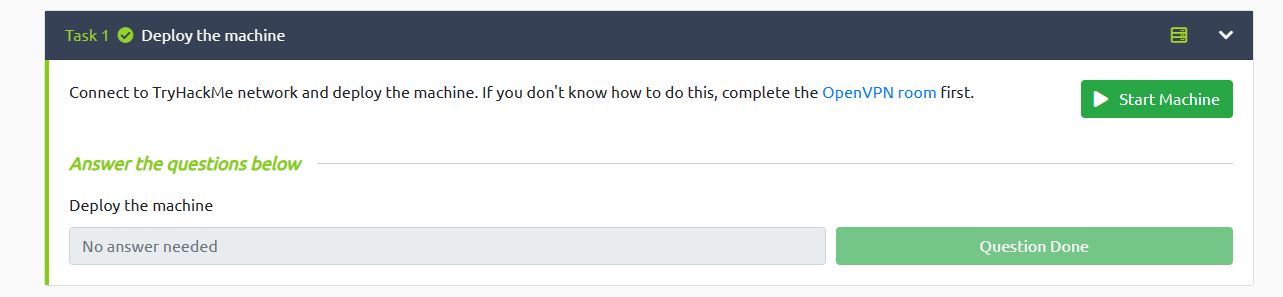 Task 1 Deploy the machine
Connect to TryHackMe network and deploy the machine. If you don't know how to do this, complete the OpenVPN room first.
Start Machine
Answer the questions below
Deploy the machine
No answer needed
Question Done